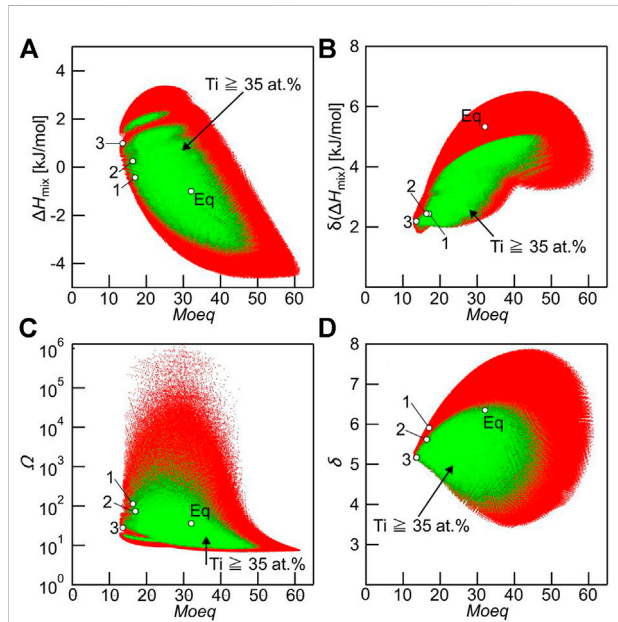 A
ΔHmix [kJ/mol]
4
2
0
-2
-4
Ti ≧ 35 at.%
3
2
1
Eq
0 10 20 30 40 50 60
Moeq
B
δ(ΔHmix) [kJ/mol]
8
6
4
2
Eq
2
3
1
Ti ≧ 35 at.%
0 10 20 30 40 50 60
Moeq
C
Ω
10^6
10^5
10^4
10^3
10^2
10^1
10^0
1
2
3
Eq
Ti ≧ 35 at.%
0 10 20 30 40 50 60
Moeq
D
δ
8
7
6
5
4
3
2
1
2
3
Eq
Ti ≧ 35 at.%
0 10 20 30 40 50 60
Moeq